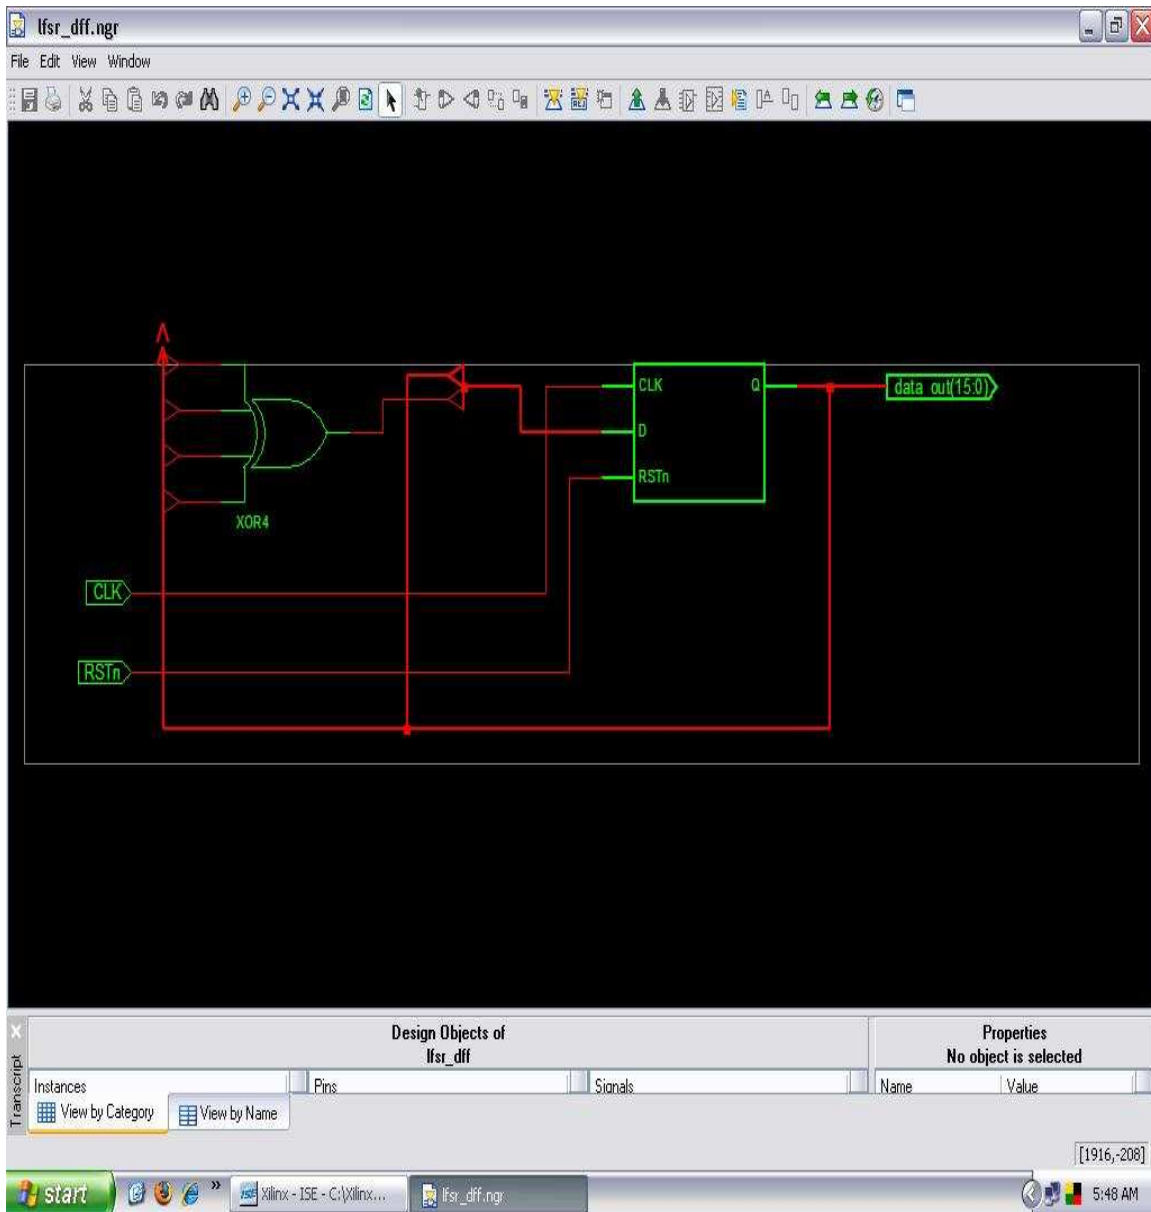 lfsr_dff.ngr
File Edit View Window
CLK Q data_out(15:0)
D
RSTn
XOR4
CLK
RSTn
Transcript
Design Objects of
lfsr_dff
Properties
No object is selected
Instances Pins Signals Name Value
View by Category View by Name
[1916,-208]
start » Xilinx - ISE - C:\Xilinx... lfsr_dff.ngr 5:48 AM